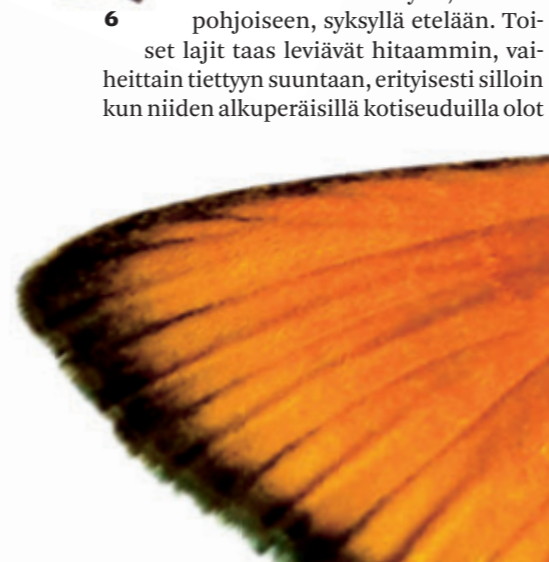 6
pohjoiseen, syksyllä etelään. Toi-
set lajit taas leviävät hitaammin, vai-
heittain tiettyyn suuntaan, erityisesti silloin
kun niiden alkuperäisillä kotiseuduilla olot